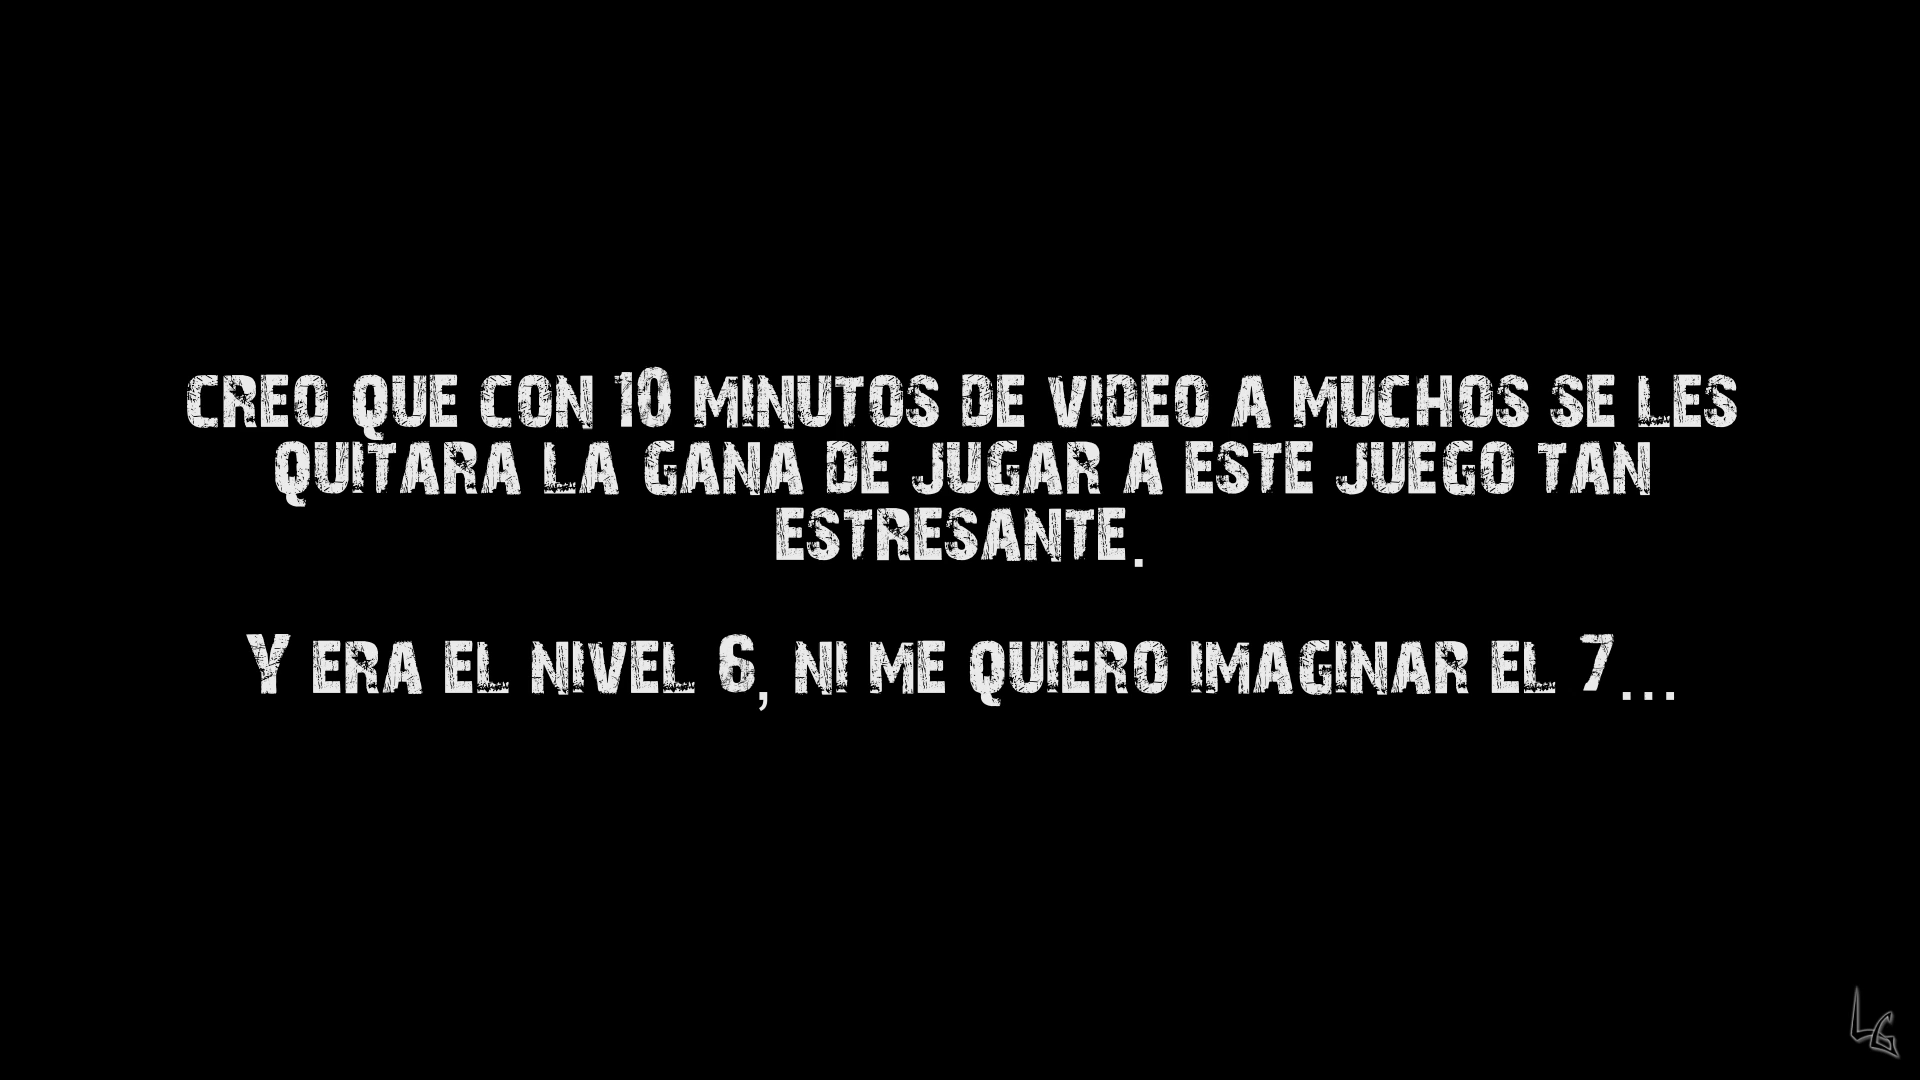 CREO QUE CON 10 MINUTOS DE VIDEO A MUCHOS SE LES
QUITARA LA GANA DE JUGAR A ESTE JUEGO TAN
ESTRESANTE.
Y ERA EL NIVEL 6, NI ME QUIERO IMAGINAR EL 7...
LG